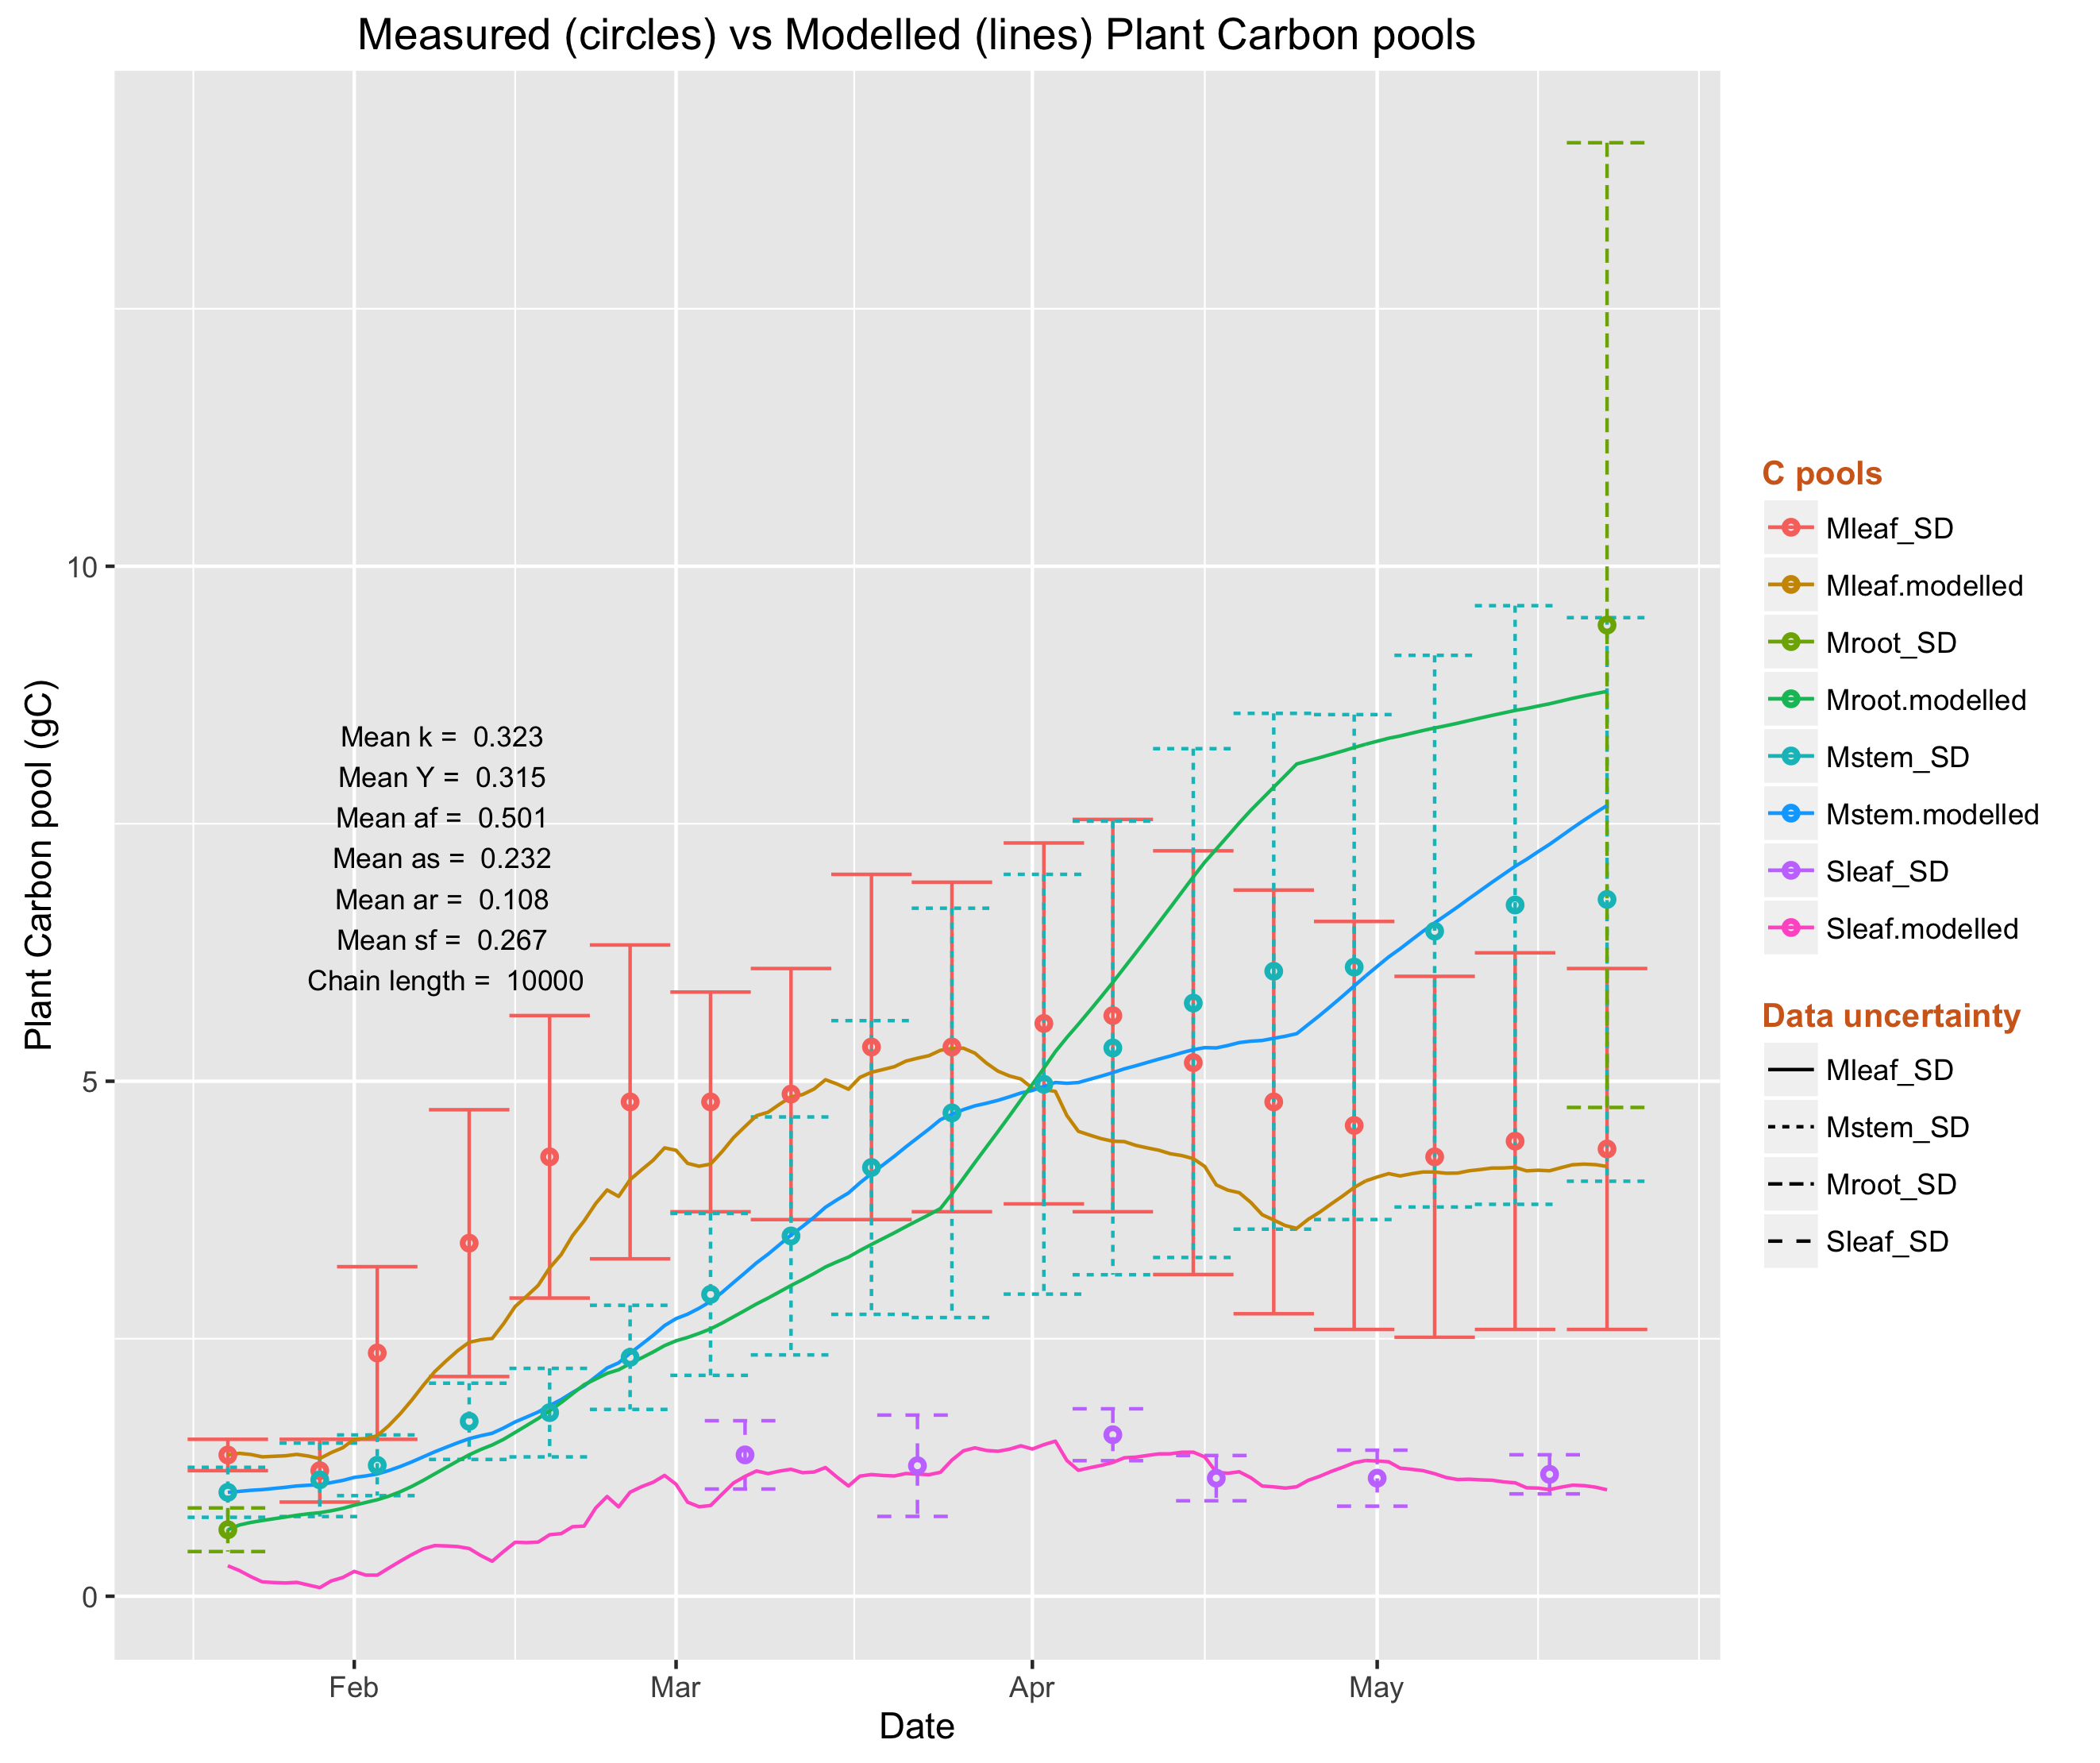 Measured (circles) vs Modelled (lines) Plant Carbon pools
Plant Carbon pool (gC)
10
5
0
Mean k = 0.323
Mean Y = 0.315
Mean af = 0.501
Mean as = 0.232
Mean ar = 0.108
Mean sf = 0.267
Chain length = 10000
Feb Mar Apr May
Date
C pools
Mleaf_SD
Mleaf.modelled
Mroot_SD
Mroot.modelled
Mstem_SD
Mstem.modelled
Sleaf_SD
Sleaf.modelled
Data uncertainty
Mleaf_SD
Mstem_SD
Mroot_SD
Sleaf_SD